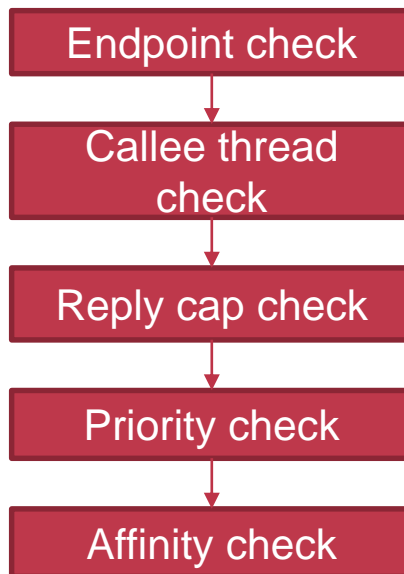 Endpoint check
Callee thread
check
Reply cap check
Priority check
Affinity check